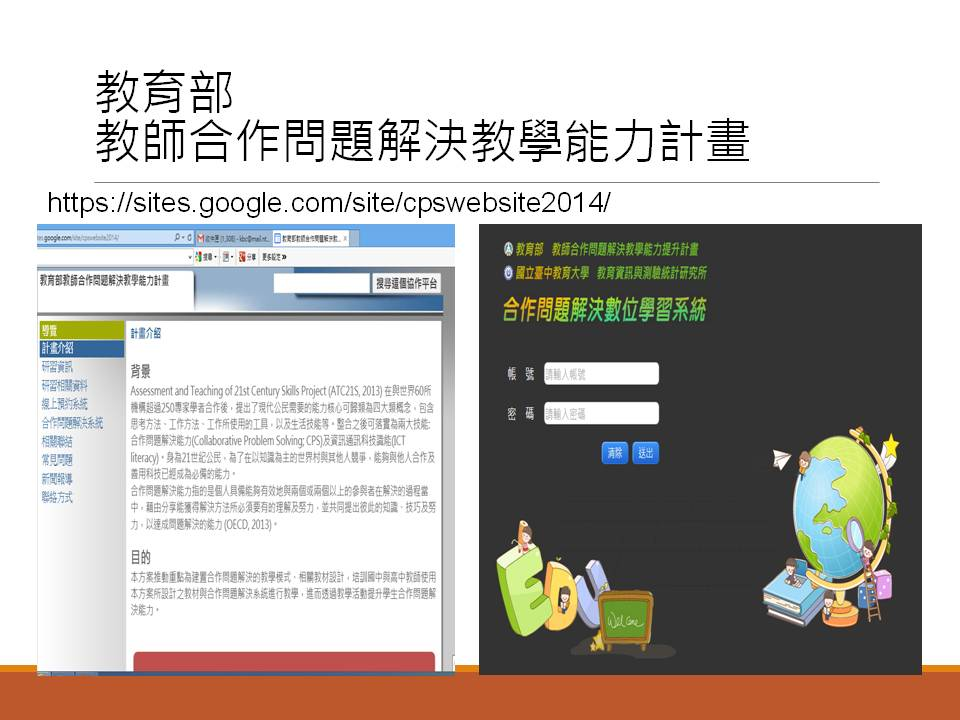 教育部
教師合作問題解決教學能力計畫
https://sites.google.com/site/cpswebsite2014/
es.google.com/site/cpswebsite2014/
教育部教師合作問題解決教...
搜尋
分享
更多設定 »
教育部教師合作問題解決教學能力計畫
搜尋這個協作平台
導覽
計畫介紹
研習資訊
研習相關資料
線上預約系統
合作問題解決系統
相關聯結
常見問題
新聞報導
聯絡方式
計畫介紹
背景
Assessment and Teaching of 21st Century Skills Project (ATC21S, 2013) 在與世界60所
機構超過250專家學者合作後，提出了現代公民需要的能力核心可歸類為四大類概念，包含
思考方法、工作方法、工作所使用的工具，以及生活技能等。整合之後可落實為兩大技能:
合作問題解決能力(Collaborative Problem Solving; CPS)及資訊通訊科技識能(ICT
literacy)。身為21世紀公民，為了在以知識為主的世界村與其他人競爭，能夠與他人合作及
善用科技已經成為必備的能力。
合作問題解決能力指的是個人具備能夠有效地與兩個或兩個以上的參與者在解決的過程當
中，藉由分享能獲得解決方法所必須要有的理解及努力，並共同提出彼此的知識、技巧及努
力，以達成問題解決的能力 (OECD, 2013)。
目的
本方案推動重點為建置合作問題解決的教學模式、相關教材設計，培訓國中與高中教師使用
本方案所設計之教材與合作問題解決系統進行教學，進而透過教學活動提升學生合作問題解
決能力。
教育部 教師合作問題解決教學能力提升計畫
國立臺中教育大學 教育資訊與測驗統計研究所
合作問題解決數位學習系統
帳 號 請輸入帳號
密 碼 請輸入密碼
清除 送出
EDU
Welcome